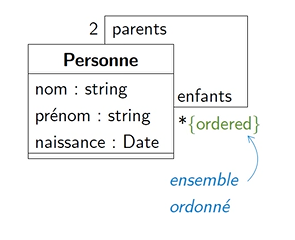 2 parents
Personne
nom : string
prénom : string
naissance : Date
enfants
*{ordered}
ensemble
ordonné